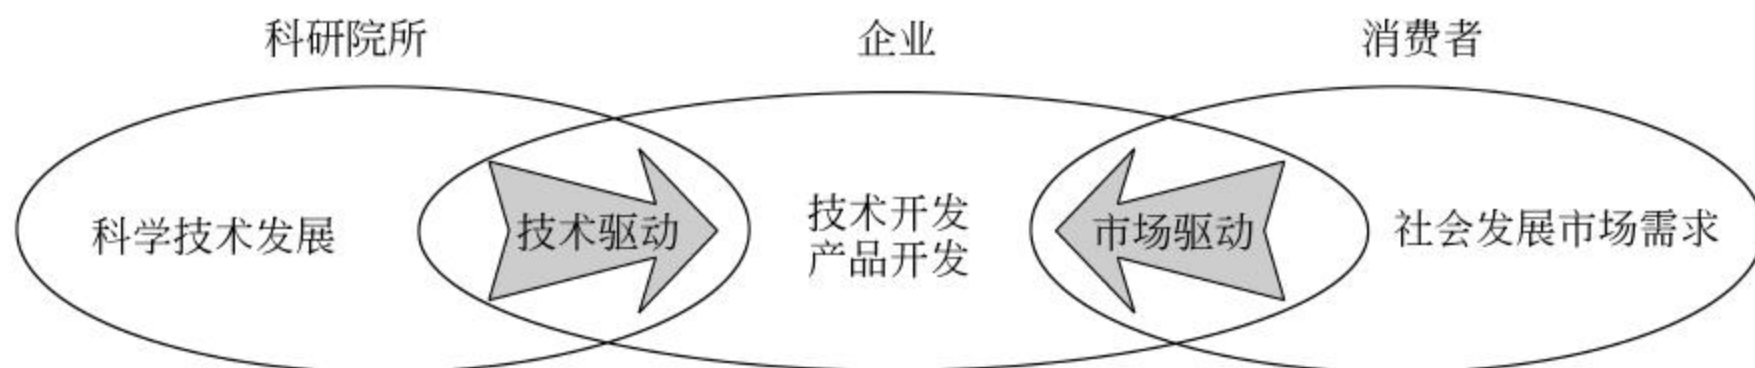 科研院所
企业
消费者
科学技术发展
技术驱动
技术开发
产品开发
市场驱动
社会发展市场需求